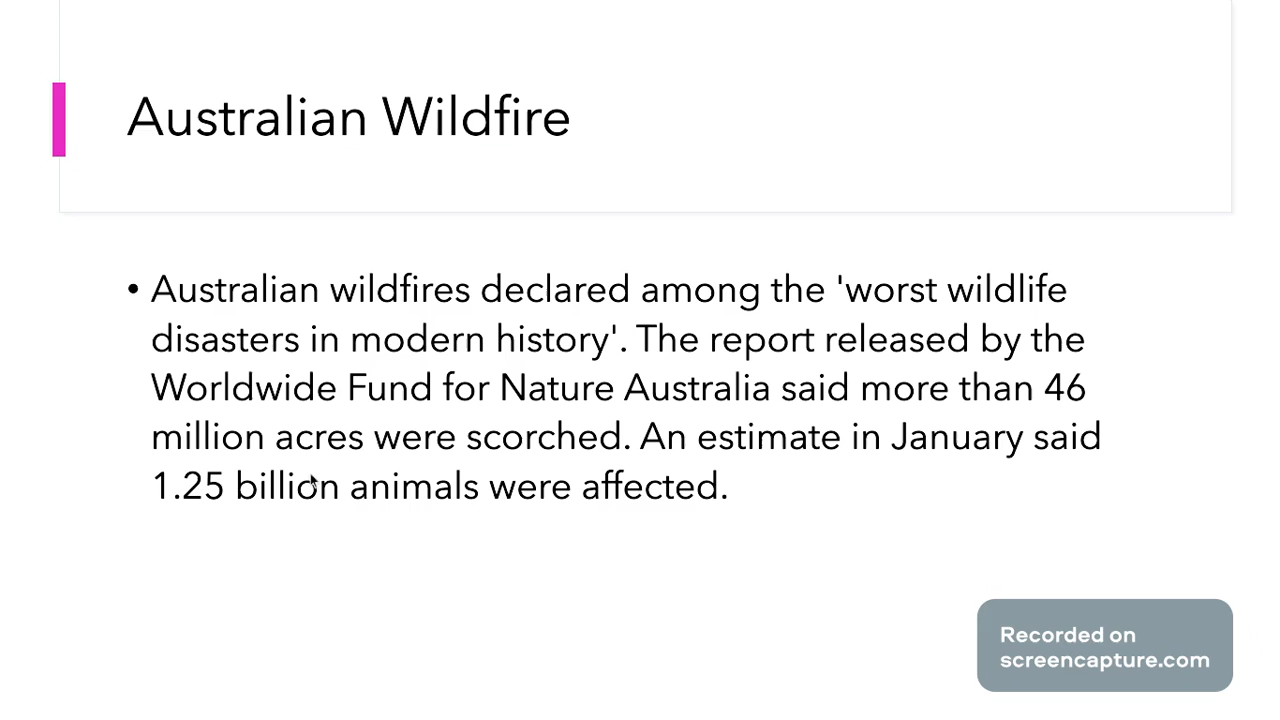 Australian Wildfire
• Australian wildfires declared among the 'worst wildlife
disasters in modern history'. The report released by the
Worldwide Fund for Nature Australia said more than 46
million acres were scorched. An estimate in January said
1.25 billion animals were affected.
Recorded on
screencapture.com